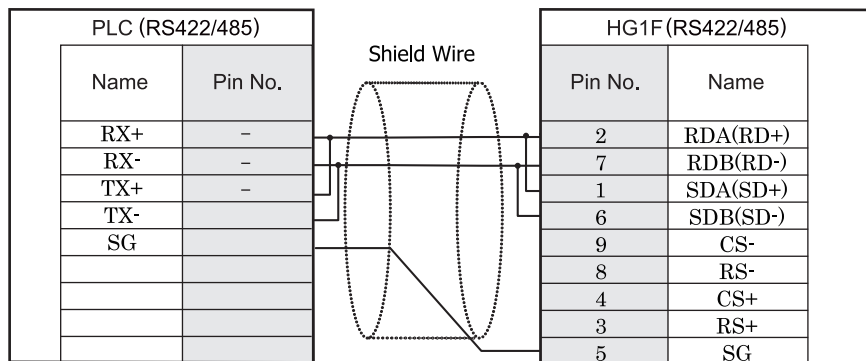 PLC (RS422/485)
HG1F(RS422/485)
Shield Wire
Name Pin No. Pin No. Name
RX+ - 2 RDA(RD+)
RX- - 7 RDB(RD-)
TX+ - 1 SDA(SD+)
TX- 6 SDB(SD-)
SG 9 CS-
8 RS-
4 CS+
3 RS+
5 SG